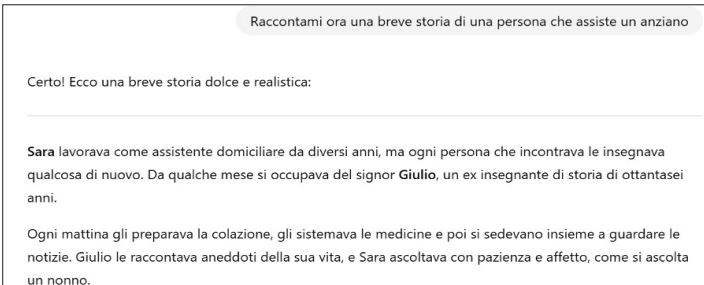 Raccontami ora una breve storia di una persona che assiste un anziano
Certo! Ecco una breve storia dolce e realistica:
Sara lavorava come assistente domiciliare da diversi anni, ma ogni persona che incontrava le insegnava
qualcosa di nuovo. Da qualche mese si occupava del signor Giulio, un ex insegnante di storia di ottantasei
anni.
Ogni mattina gli preparava la colazione, gli sistemava le medicine e poi si sedevano insieme a guardare le
notizie. Giulio le raccontava aneddoti della sua vita, e Sara ascoltava con pazienza e affetto, come si ascolta
un nonno.